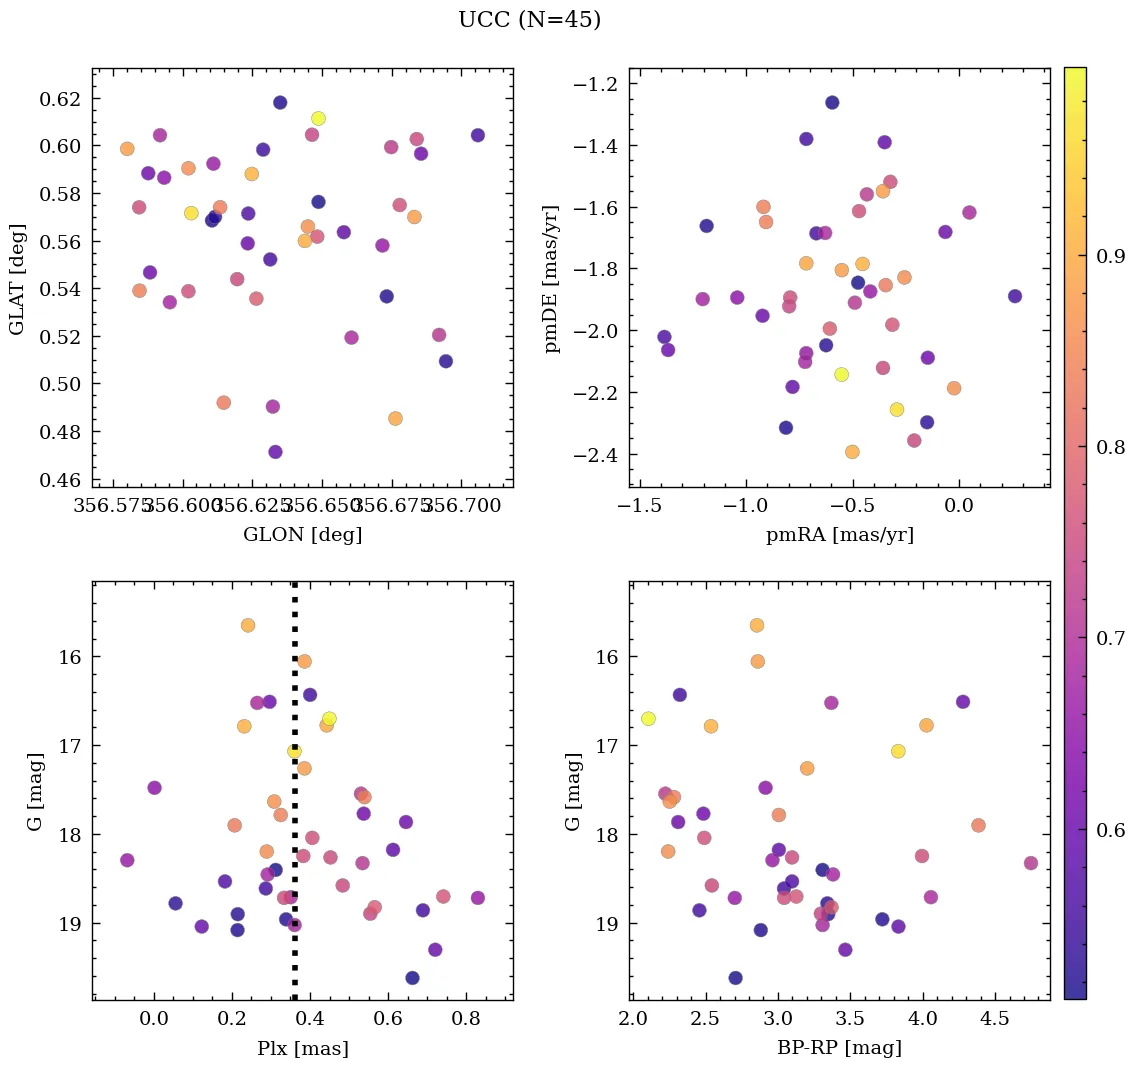 UCC (N=45)
0.62
0.60
0.58
0.56
0.54
0.52
0.50
0.48
0.46
GLAT [deg]
356.575 356.600 356.625 356.650 356.675 356.700
GLON [deg]
−1.2
−1.4
−1.6
−1.8
−2.0
−2.2
−2.4
pmDE [mas/yr]
−1.5 −1.0 −0.5 0.0
pmRA [mas/yr]
16
17
18
19
G [mag]
0.0 0.2 0.4 0.6 0.8
Plx [mas]
16
17
18
19
G [mag]
2.0 2.5 3.0 3.5 4.0 4.5
BP-RP [mag]
0.9
0.8
0.7
0.6